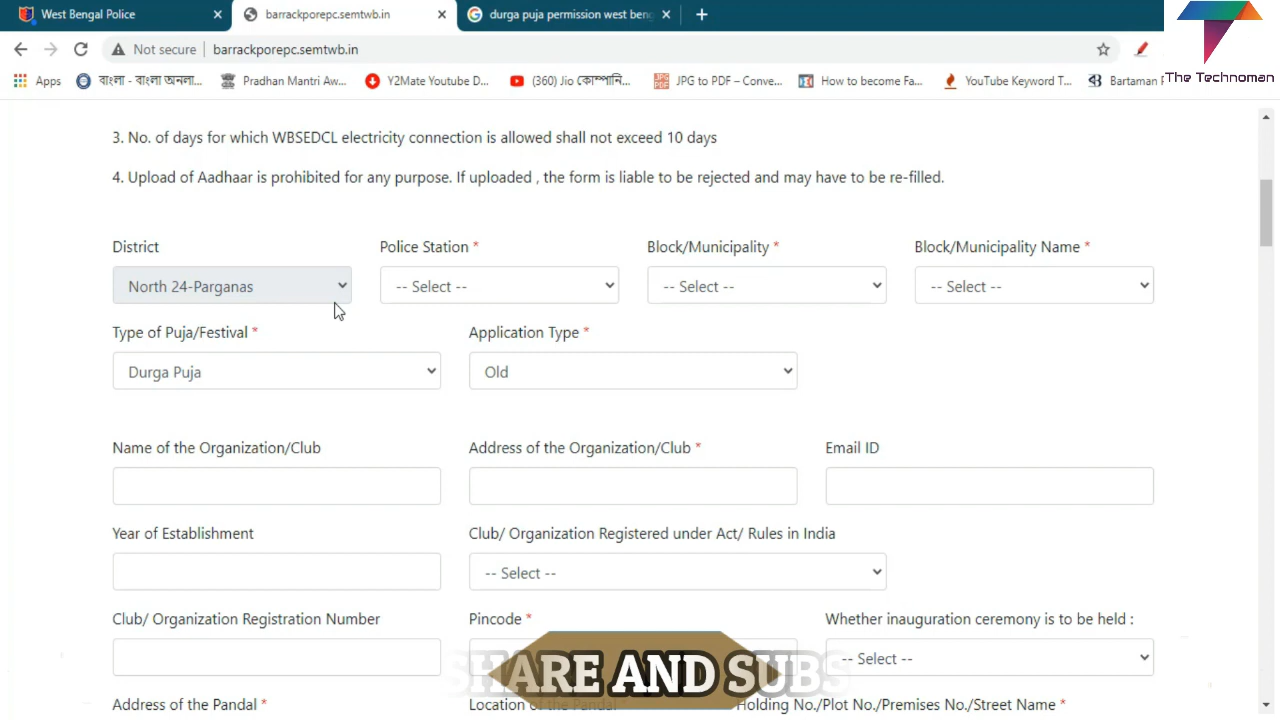 West Bengal Police
barrackporepc.semtwb.in
durga puja permission west beng
Not secure
barrackporepc.semtwb.in
The Technoman
Apps
বাংলা - বাংলা অনলা...
Pradhan Mantri Aw...
Y2Mate Youtube D...
(360) Jio কোম্পানি...
JPG to PDF – Conve...
How to become Fa...
YouTube Keyword T...
Bartaman
3. No. of days for which WBSEDCL electricity connection is allowed shall not exceed 10 days
4. Upload of Aadhaar is prohibited for any purpose. If uploaded , the form is liable to be rejected and may have to be re-filled.
District
Police Station *
Block/Municipality *
Block/Municipality Name *
North 24-Parganas
-- Select --
-- Select --
-- Select --
Type of Puja/Festival *
Application Type *
Durga Puja
Old
Name of the Organization/Club
Address of the Organization/Club *
Email ID
Year of Establishment
Club/ Organization Registered under Act/ Rules in India
-- Select --
Club/ Organization Registration Number
Pincode *
Whether inauguration ceremony is to be held :
-- Select --
SHARE AND SUBS
Address of the Pandal *
Location of the Pandal *
Holding No./Plot No./Premises No./Street Name *